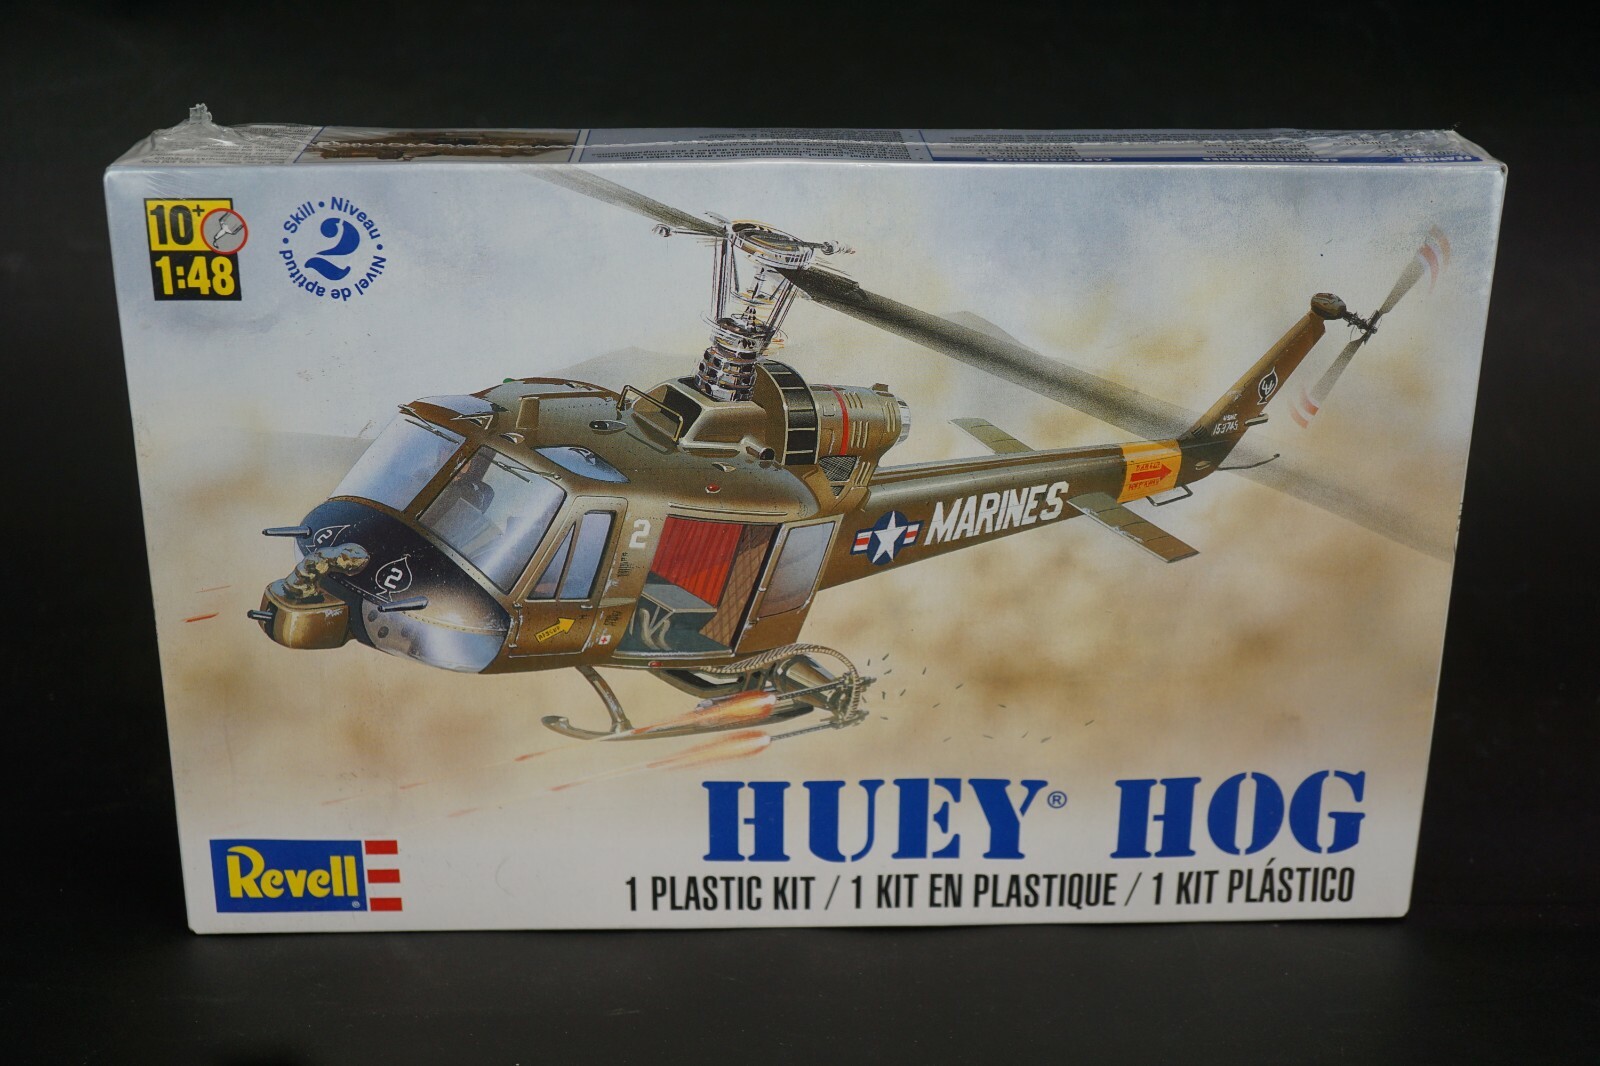 10+
1:48
Skill • Niveau • Nivel de aptitud •
2
2
2
2
MARINES
153745
Revell®
HUEY® HOG
1 PLASTIC KIT / 1 KIT EN PLASTIQUE / 1 KIT PLÁSTICO